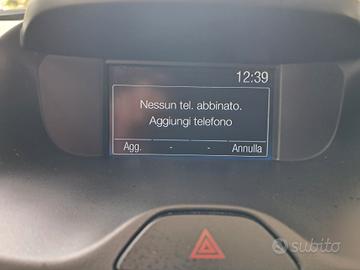 12:39
Nessun tel. abbinato.
Aggiungi telefono
Agg. - - Annulla
subito